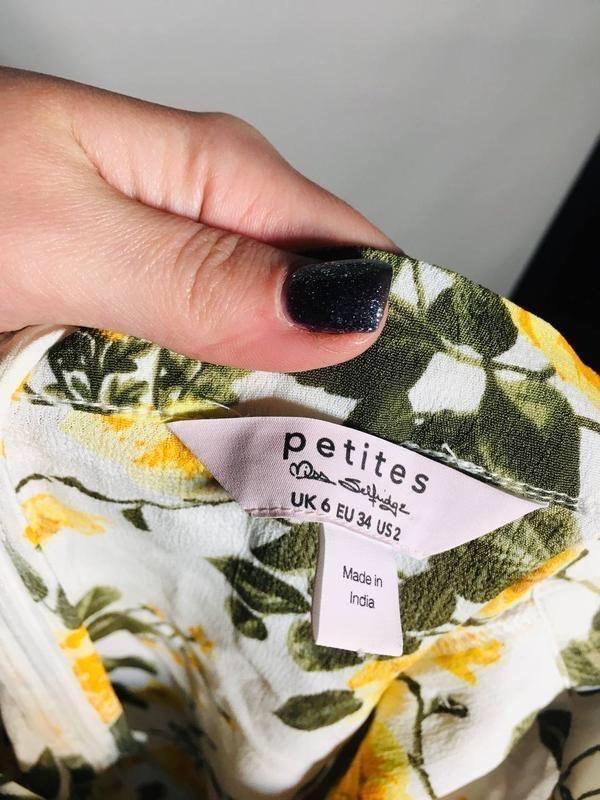 petites
Miss Selfridge
UK 6 EU 34 US 2
Made in
India